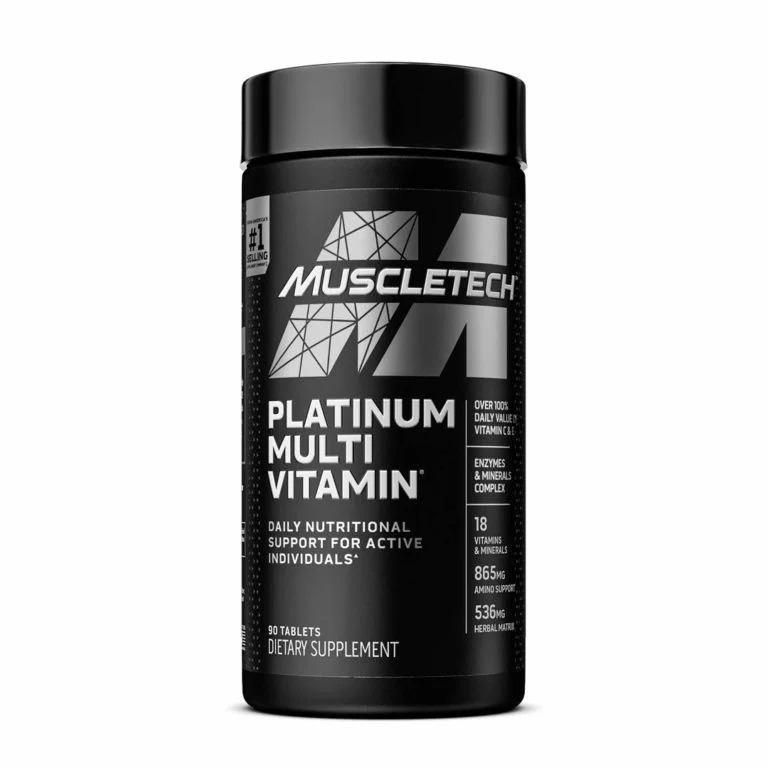 #1
SELLING
MUSCLETECH
PLATINUM
MULTI
VITAMIN®
DAILY NUTRITIONAL
SUPPORT FOR ACTIVE
INDIVIDUALS^
90 TABLETS
DIETARY SUPPLEMENT
OVER 100%
DAILY VALUE
VITAMIN C & E
ENZYMES
& MINERALS
COMPLEX
18
VITAMINS
& MINERALS
865MG
AMINO SUPPORT
536MG
HERBAL MATRIX